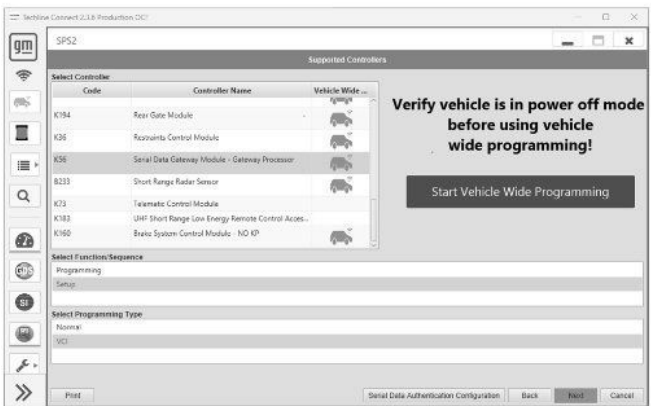 Techline Connect 2.3.6 Production DC!
gm
SPS2
Supported Controllers
Select Controller
Code Controller Name Vehicle Wide ...
K194 Rear Gate Module
K36 Restraints Control Module
K56 Serial Data Gateway Module - Gateway Processor
B233 Short Range Radar Sensor
K73 Telematic Control Module
K182 UHF Short Range Low Energy Remote Control Acces...
K160 Brake System Control Module - NO KP
Verify vehicle is in power off mode
before using vehicle
wide programming!
Start Vehicle Wide Programming
Select Function/Sequence
Programming
Setup
Select Programming Type
Normal
VCI
GDS
SI
Print
Serial Data Authentication Configuration
Back
Next
Cancel